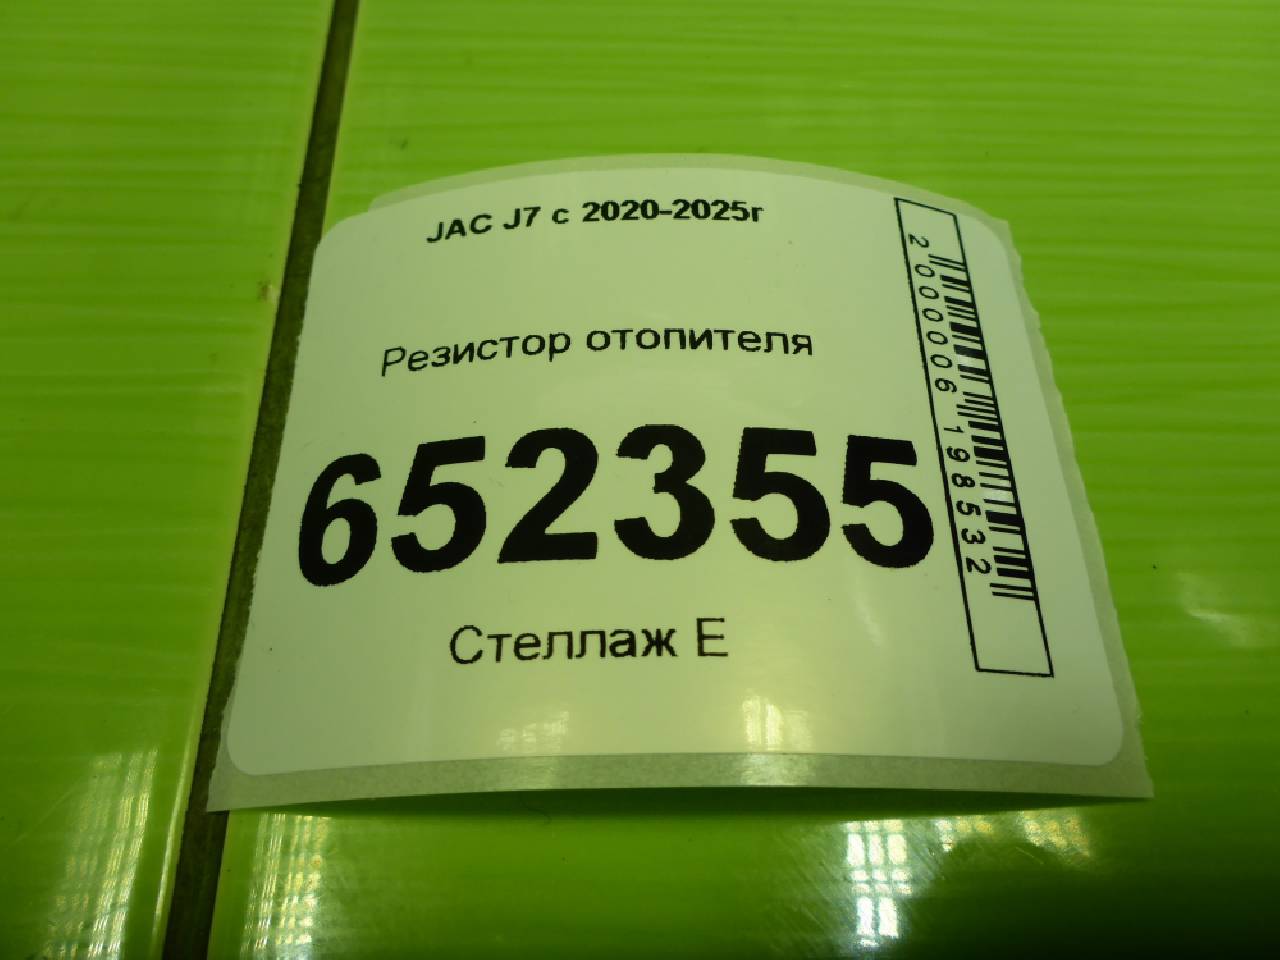 JAC J7 с 2020-2025г
Резистор отопителя
652355
Стеллаж Е
2000006198532